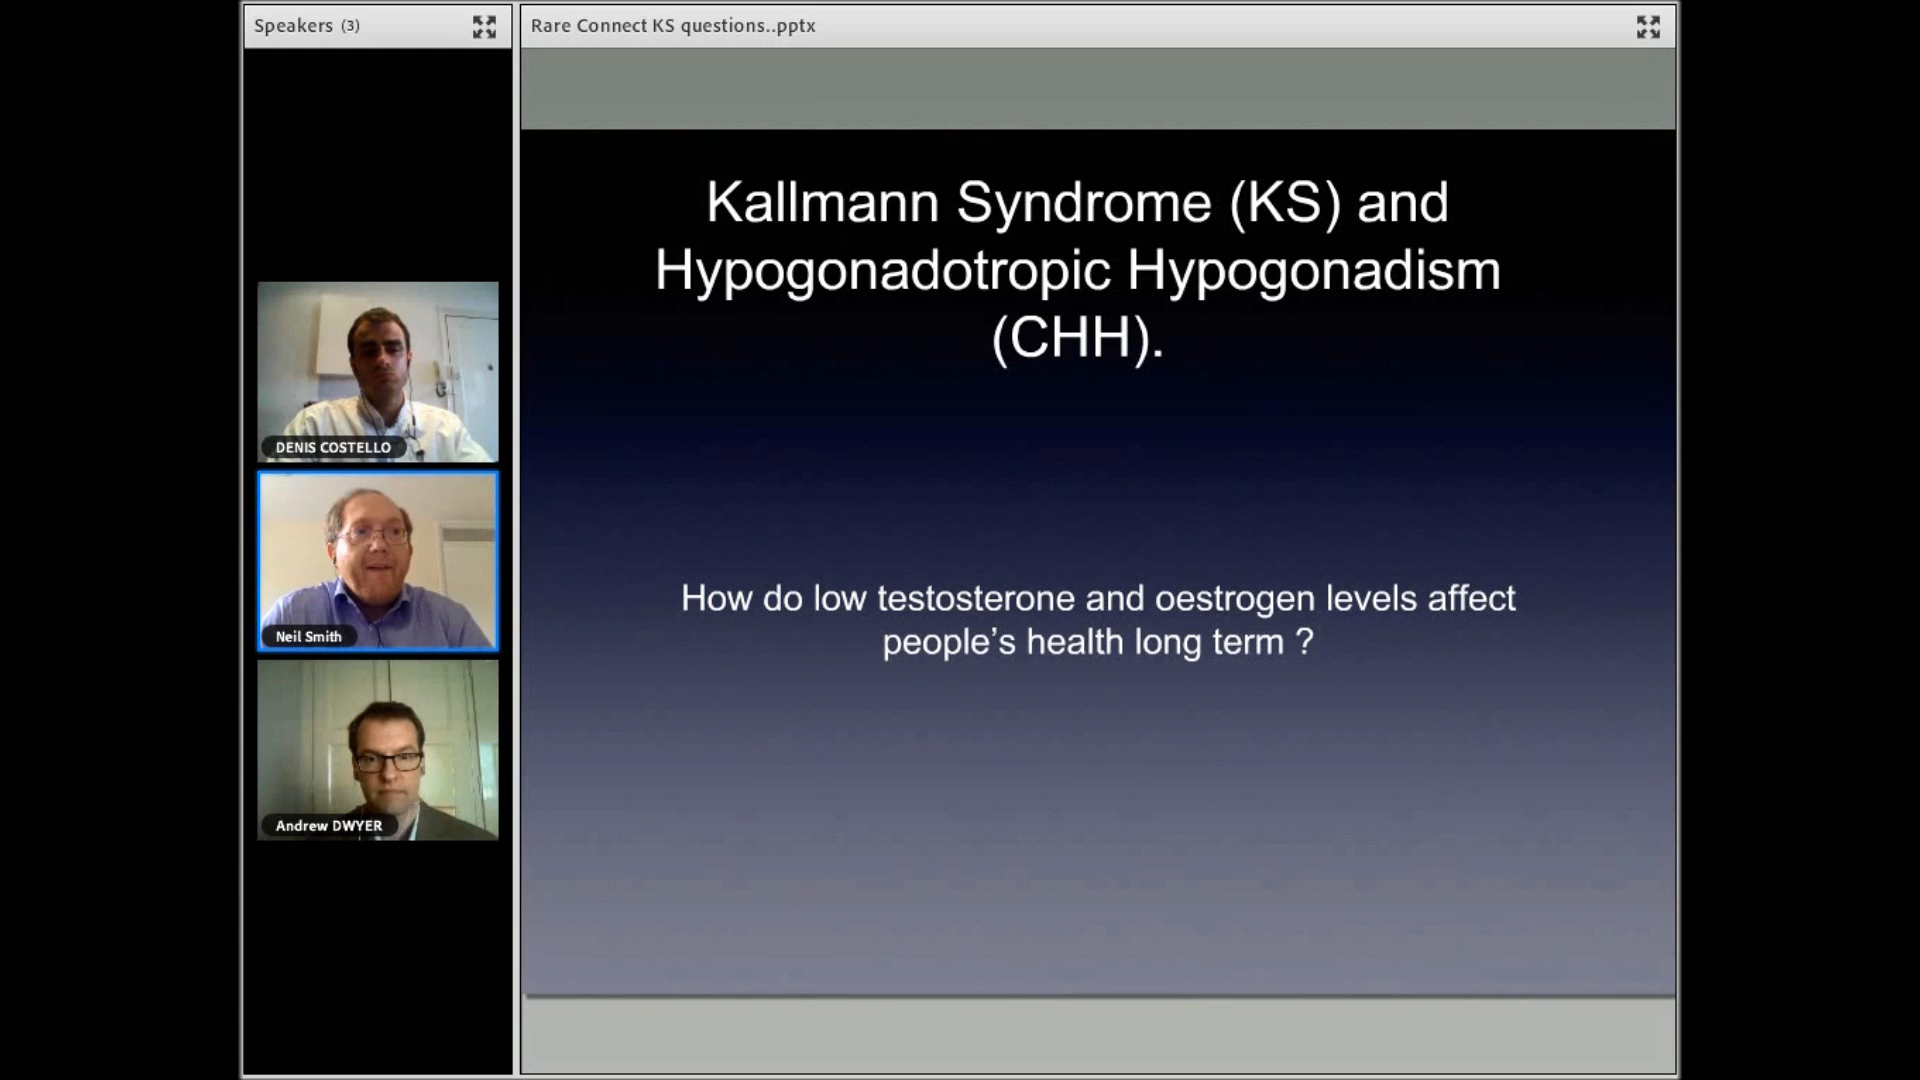 Speakers (3)
Rare Connect KS questions..pptx
Kallmann Syndrome (KS) and
Hypogonadotropic Hypogonadism
(CHH).
How do low testosterone and oestrogen levels affect
people’s health long term ?
DENIS COSTELLO
Neil Smith
Andrew DWYER